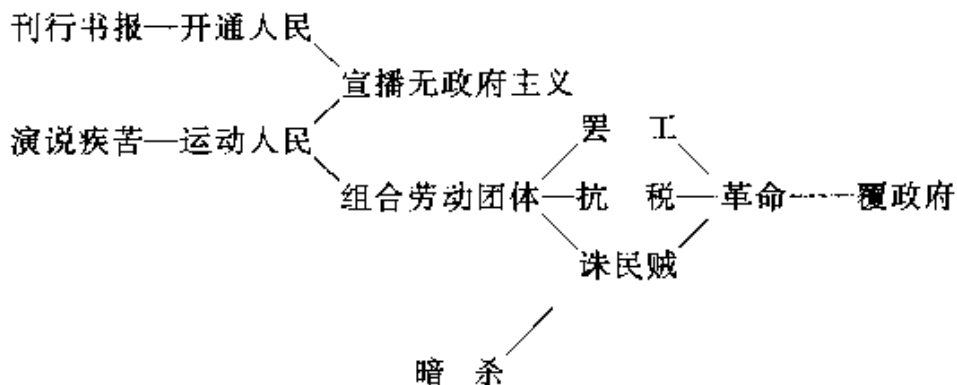 刊行书报—开通人民
宣播无政府主义
演说疾苦—运动人民
罢 工
组合劳动团体—抗 税—革命——覆政府
诛民贼
暗 杀